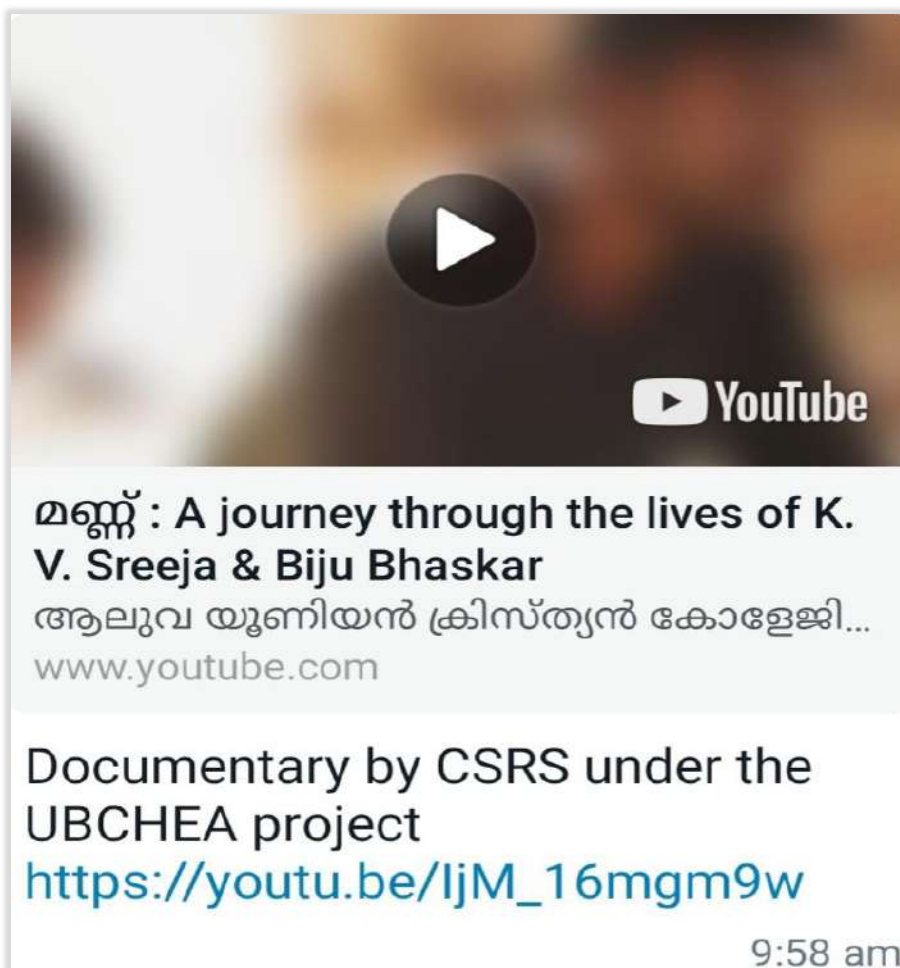 YouTube
മണ്ണ് : A journey through the lives of K.
V. Sreeja & Biju Bhaskar
ആലുവ യൂണിയൻ ക്രിസ്ത്യൻ കോളേജി...
www.youtube.com
Documentary by CSRS under the
UBCHEA project
https://youtu.be/IjM_16mgm9w
9:58 am